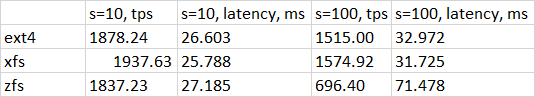 s=10, tps s=10, latency, ms s=100, tps s=100, latency, ms
ext4 1878.24 26.603 1515.00 32.972
xfs 1937.63 25.788 1574.92 31.725
zfs 1837.23 27.185 696.40 71.478